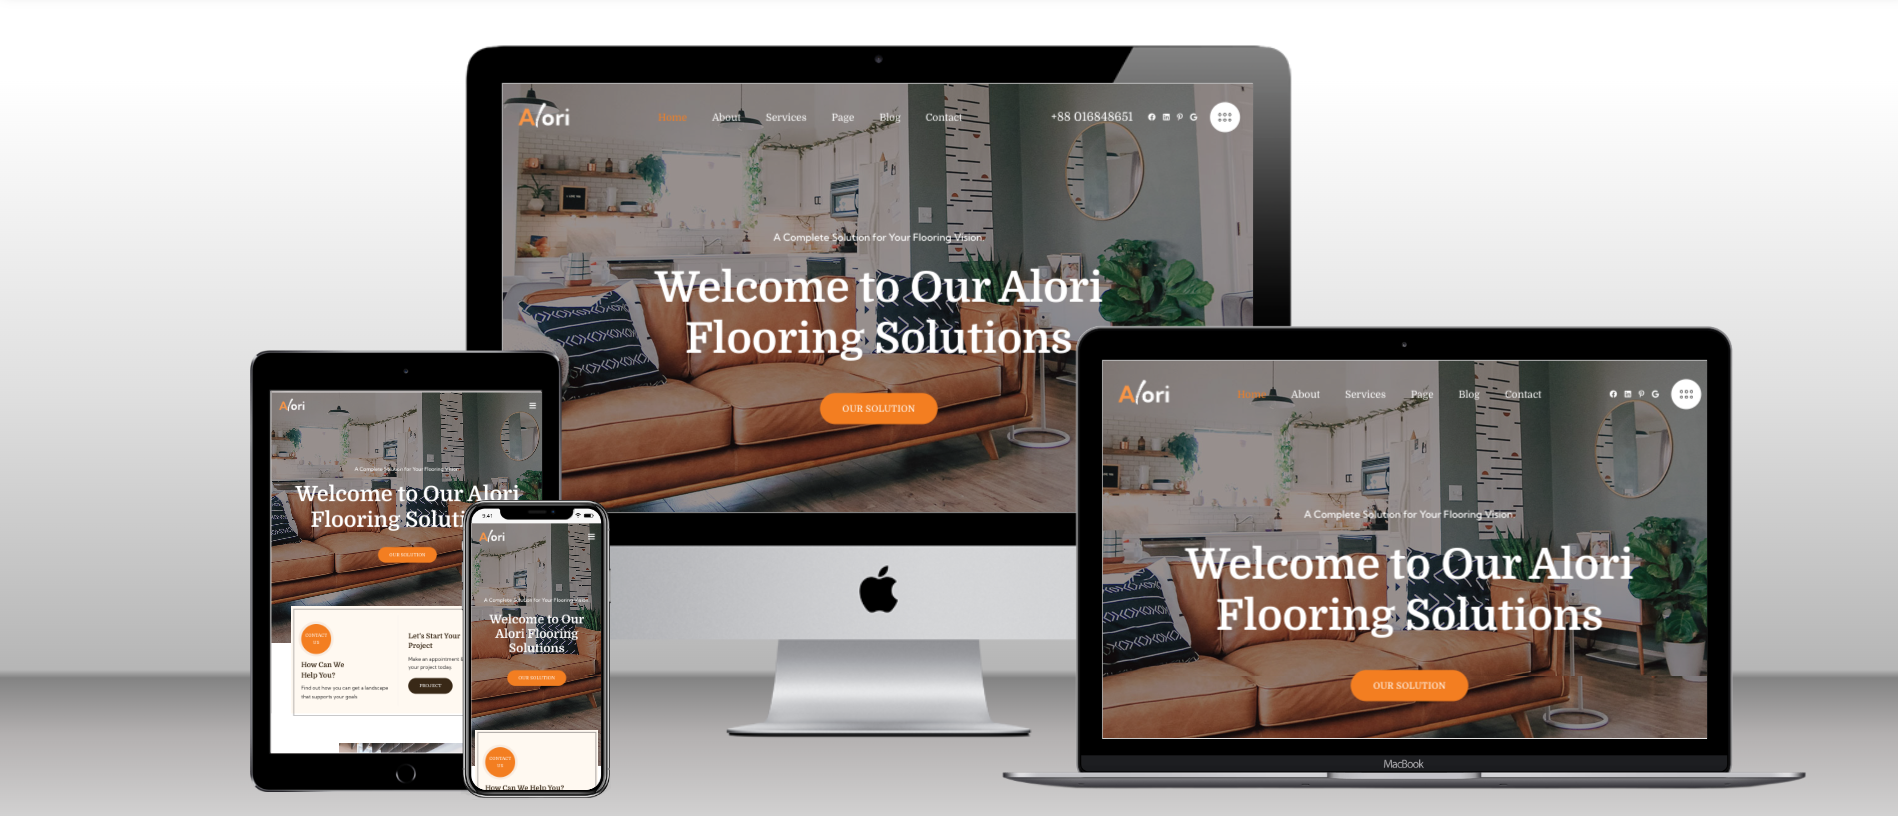 Alori
Home About Services Page Blog Contact
+88 016848651
A Complete Solution for Your Flooring Vision.
Welcome to Our Alori
Flooring Solutions
OUR SOLUTION
Alori
A Complete Solution for Your Flooring Vision.
Welcome to Our Alori
Flooring Soluti
OUR SOLUTION
CONTACT
US
How Can We
Help You?
Find out how you can get a landscape
that supports your goals
Let's Start Your
Project
Make an appointment
your project today.
PROJECT
9:41
Alori
A Complete Solution for Your Flooring Vision.
Welcome to Our
Alori Flooring
Solutions
OUR SOLUTION
CONTACT
US
How Can We Help You?
Alori
Home About Services Page Blog Contact
A Complete Solution for Your Flooring Vision.
Welcome to Our Alori
Flooring Solutions
OUR SOLUTION
MacBook